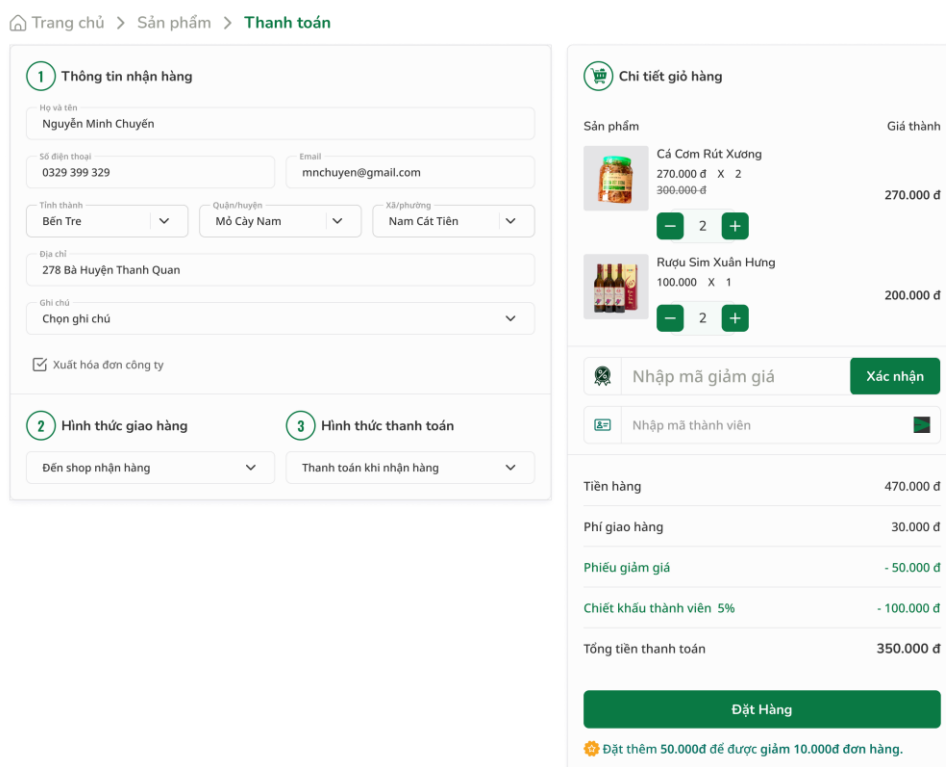 Trang chủ > Sản phẩm > Thanh toán
1 Thông tin nhận hàng
Họ và tên
Nguyễn Minh Chuyến
Số điện thoại
0329 399 329
Email
mnchuyen@gmail.com
Tỉnh thành
Bến Tre
Quận/huyện
Mỏ Cày Nam
Xã/phường
Nam Cát Tiên
Địa chỉ
278 Bà Huyện Thanh Quan
Ghi chú
Chọn ghi chú
Xuất hóa đơn công ty
2 Hình thức giao hàng
Đến shop nhận hàng
3 Hình thức thanh toán
Thanh toán khi nhận hàng
Chi tiết giỏ hàng
Sản phẩm Giá thành
Cá Cơm Rút Xương
270.000 đ X 2
300.000 đ
270.000 đ
− 2 +
Rượu Sim Xuân Hưng
100.000 X 1
200.000 đ
− 2 +
Nhập mã giảm giá Xác nhận
Nhập mã thành viên
Tiền hàng 470.000 đ
Phí giao hàng 30.000 đ
Phiếu giảm giá - 50.000 đ
Chiết khấu thành viên 5% - 100.000 đ
Tổng tiền thanh toán 350.000 đ
Đặt Hàng
Đặt thêm 50.000đ để được giảm 10.000đ đơn hàng.